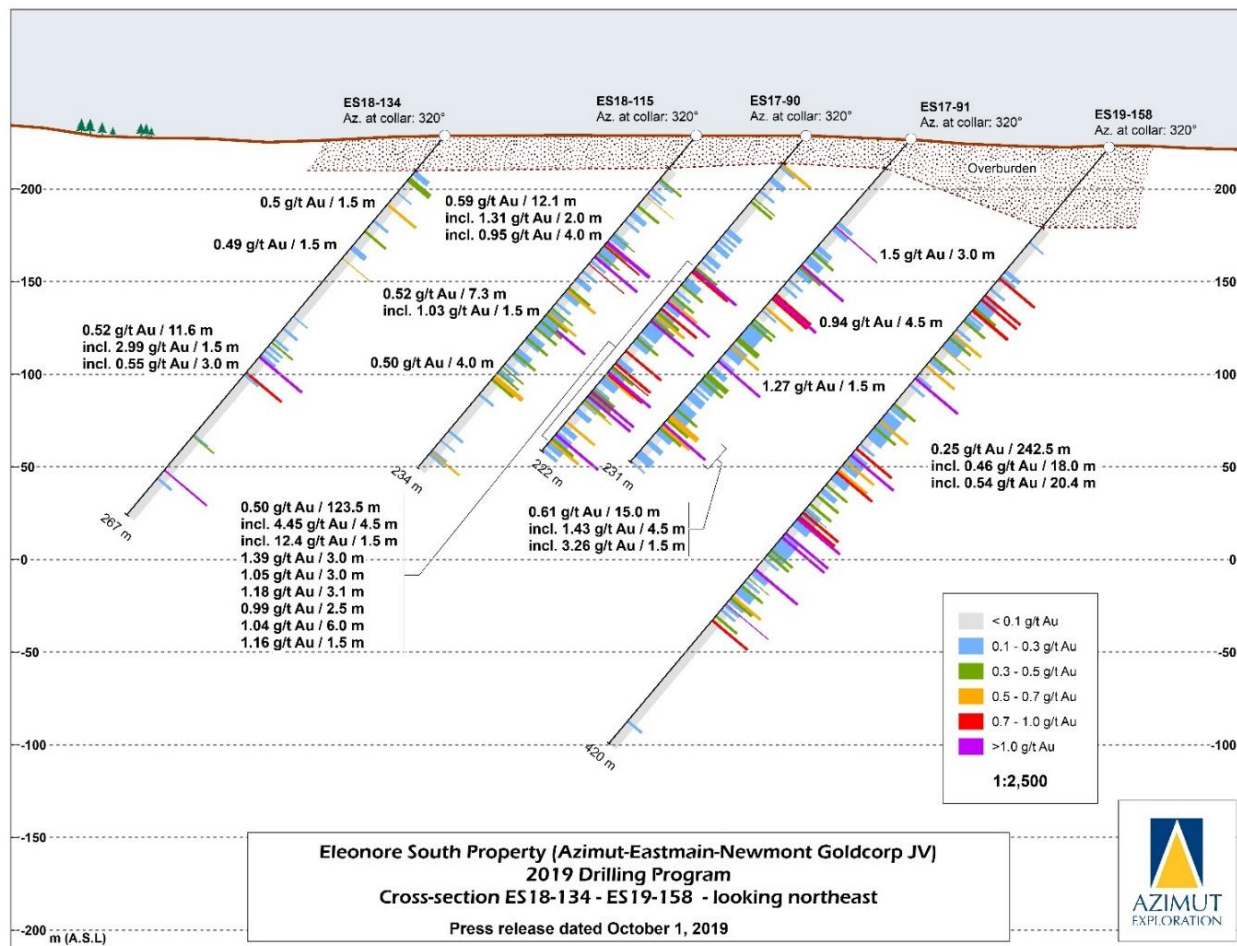 ES18-134
Az. at collar: 320°
ES18-115
Az. at collar: 320°
ES17-90
Az. at collar: 320°
ES17-91
Az. at collar: 320°
ES19-158
Az. at collar: 320°
Overburden
200
150
100
50
0
-50
-100
-150
-200 m (A.S.L)
200
150
100
50
0
-50
-100
-150
-200
0.5 g/t Au / 1.5 m
0.49 g/t Au / 1.5 m
0.52 g/t Au / 11.6 m
incl. 2.99 g/t Au / 1.5 m
incl. 0.55 g/t Au / 3.0 m
267 m
0.59 g/t Au / 12.1 m
incl. 1.31 g/t Au / 2.0 m
incl. 0.95 g/t Au / 4.0 m
0.52 g/t Au / 7.3 m
incl. 1.03 g/t Au / 1.5 m
0.50 g/t Au / 4.0 m
234 m
222 m
231 m
0.50 g/t Au / 123.5 m
incl. 4.45 g/t Au / 4.5 m
incl. 12.4 g/t Au / 1.5 m
1.39 g/t Au / 3.0 m
1.05 g/t Au / 3.0 m
1.18 g/t Au / 3.1 m
0.99 g/t Au / 2.5 m
1.04 g/t Au / 6.0 m
1.16 g/t Au / 1.5 m
1.5 g/t Au / 3.0 m
0.94 g/t Au / 4.5 m
1.27 g/t Au / 1.5 m
0.61 g/t Au / 15.0 m
incl. 1.43 g/t Au / 4.5 m
incl. 3.26 g/t Au / 1.5 m
0.25 g/t Au / 242.5 m
incl. 0.46 g/t Au / 18.0 m
incl. 0.54 g/t Au / 20.4 m
420 m
< 0.1 g/t Au
0.1 - 0.3 g/t Au
0.3 - 0.5 g/t Au
0.5 - 0.7 g/t Au
0.7 - 1.0 g/t Au
>1.0 g/t Au
1:2,500
Eleonore South Property (Azimut-Eastmain-Newmont Goldcorp JV)
2019 Drilling Program
Cross-section ES18-134 - ES19-158 - looking northeast
Press release dated October 1, 2019
AZIMUT
EXPLORATION